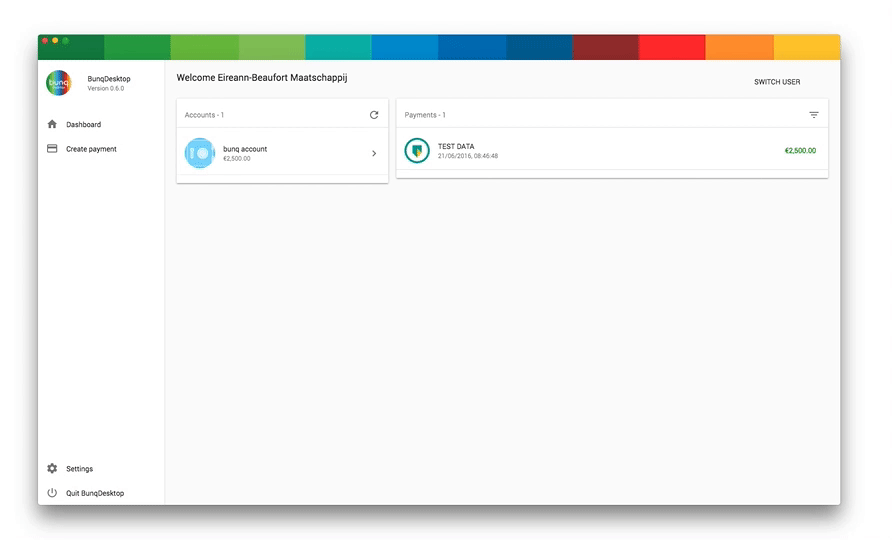 bunq
BunqDesktop
Version 0.6.0
Dashboard
Create payment
Settings
Quit BunqDesktop
Welcome Eireann-Beaufort Maatschappij
SWITCH USER
Accounts - 1
bunq account
€2,500.00
Payments - 1
TEST DATA
21/06/2016, 08:46:48
€2,500.00